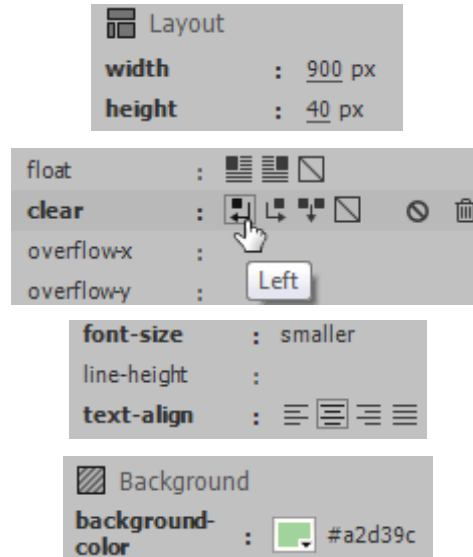 Layout
width : 900 px
height : 40 px
float :
clear :
overflow-x :
Left
overflow-y :
font-size : smaller
line-height :
text-align :
Background
background-
color : #a2d39c